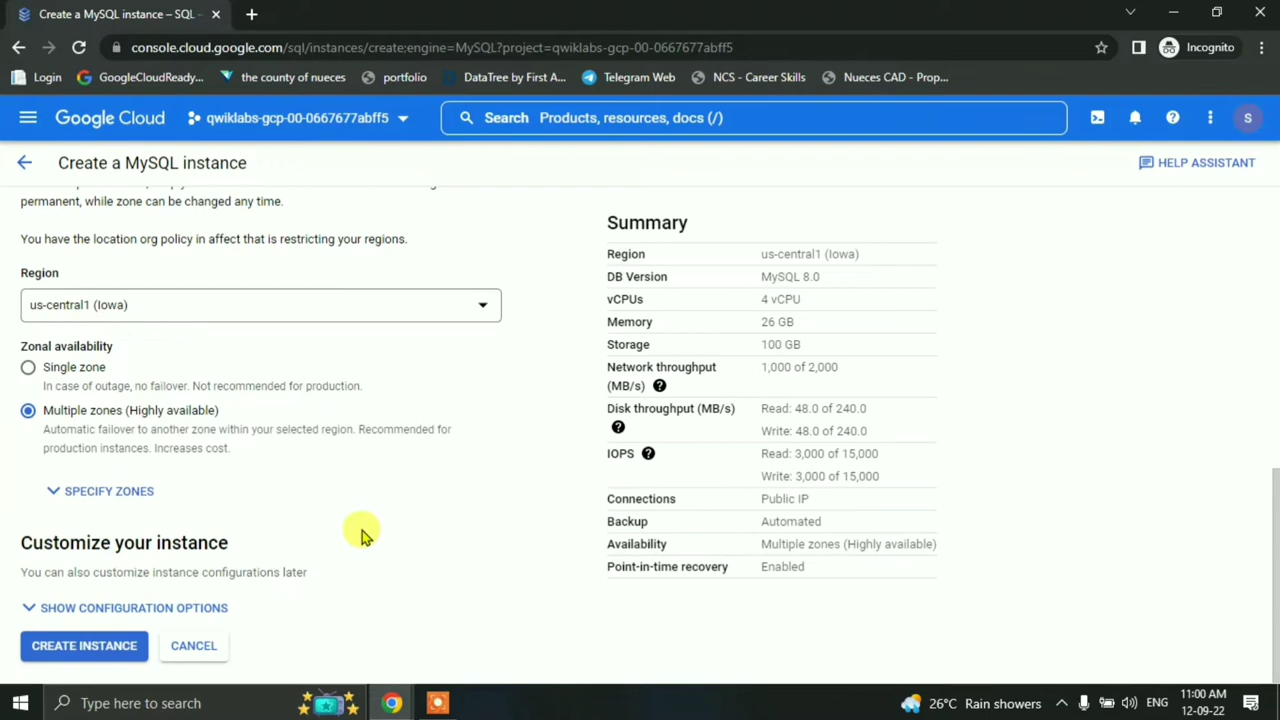 Create a MySQL instance – SQL -
console.cloud.google.com/sql/instances/create;engine=MySQL?project=qwiklabs-gcp-00-0667677abff5
Incognito
Login
GoogleCloudReady...
the county of nueces
portfolio
DataTree by First A...
Telegram Web
NCS - Career Skills
Nueces CAD - Prop...
Google Cloud
qwiklabs-gcp-00-0667677abff5
Search Products, resources, docs (/)
S
Create a MySQL instance
HELP ASSISTANT
permanent, while zone can be changed any time.
You have the location org policy in affect that is restricting your regions.
Region
us-central1 (Iowa)
Zonal availability
Single zone
In case of outage, no failover. Not recommended for production.
Multiple zones (Highly available)
Automatic failover to another zone within your selected region. Recommended for
production instances. Increases cost.
SPECIFY ZONES
Customize your instance
You can also customize instance configurations later
SHOW CONFIGURATION OPTIONS
CREATE INSTANCE
CANCEL
Summary
Region us-central1 (Iowa)
DB Version MySQL 8.0
vCPUs 4 vCPU
Memory 26 GB
Storage 100 GB
Network throughput 1,000 of 2,000
(MB/s)
Disk throughput (MB/s) Read: 48.0 of 240.0
Write: 48.0 of 240.0
IOPS Read: 3,000 of 15,000
Write: 3,000 of 15,000
Connections Public IP
Backup Automated
Availability Multiple zones (Highly available)
Point-in-time recovery Enabled
Type here to search
26°C Rain showers
ENG
11:00 AM
12-09-22